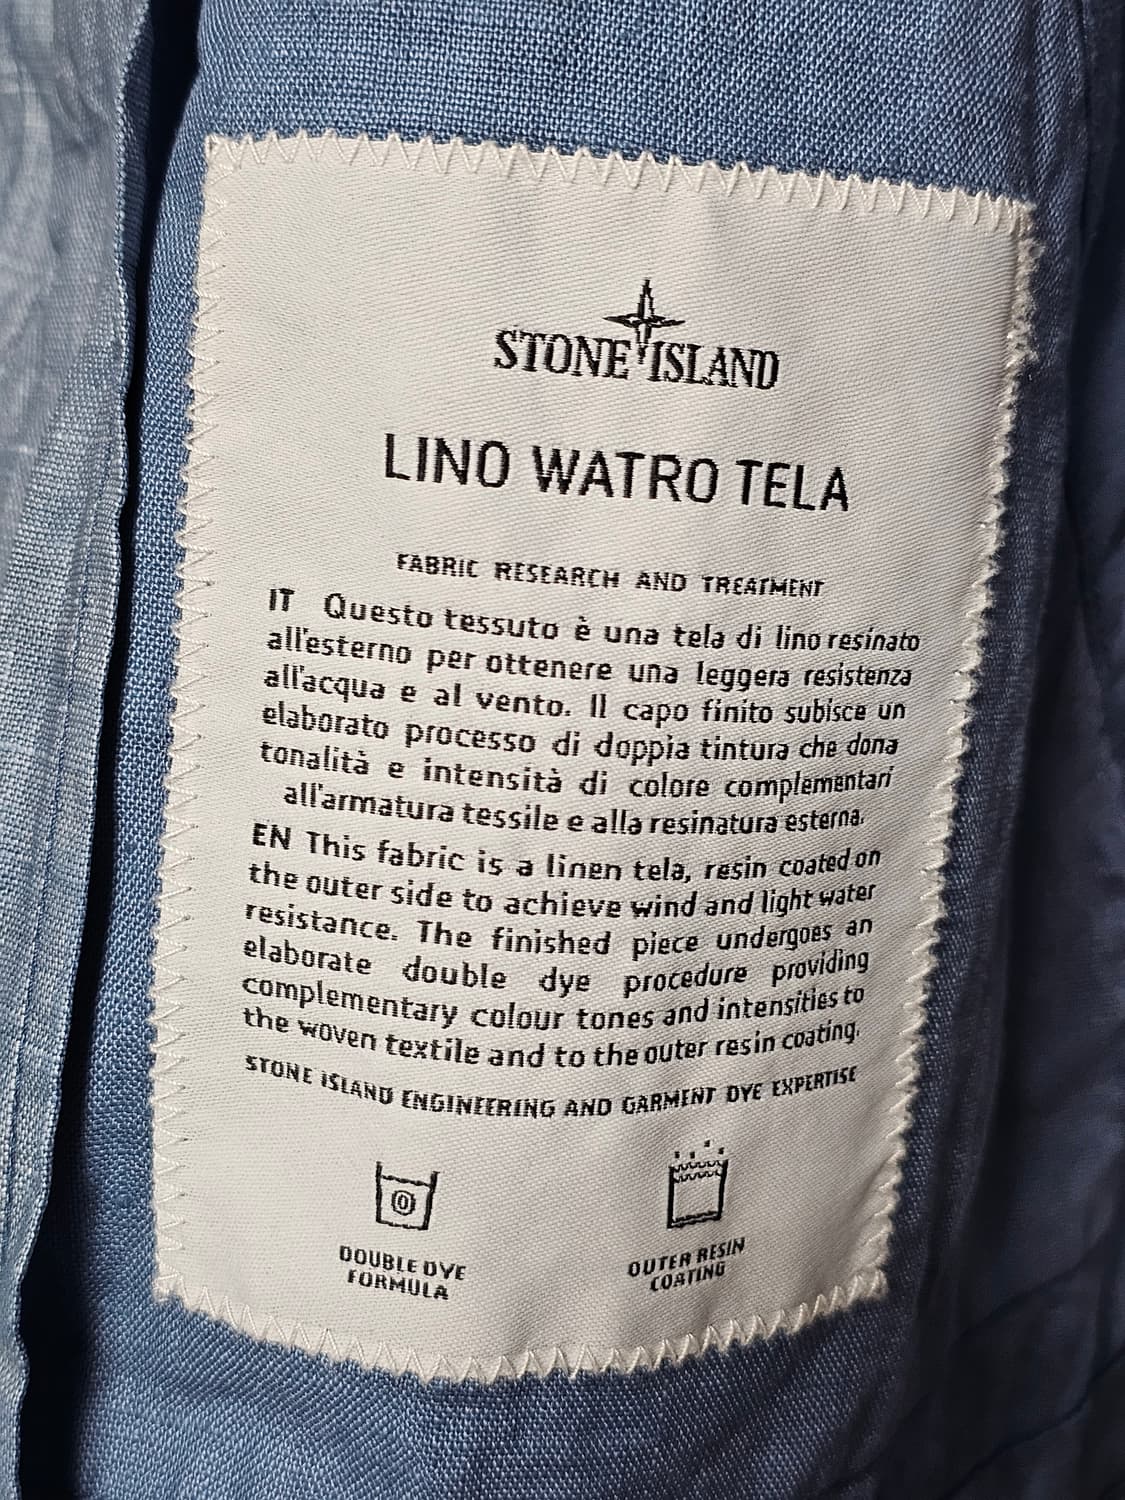 STONE ISLAND
LINO WATRO TELA
FABRIC RESEARCH AND TREATMENT
IT Questo tessuto è una tela di lino resinato
all'esterno per ottenere una leggera resistenza
all'acqua e al vento. Il capo finito subisce un
elaborato processo di doppia tintura che dona
tonalità e intensità di colore complementari
all'armatura tessile e alla resinatura esterna.
EN This fabric is a linen tela, resin coated on
the outer side to achieve wind and light water
resistance. The finished piece undergoes an
elaborate double dye procedure providing
complementary colour tones and intensities to
the woven textile and to the outer resin coating.
STONE ISLAND ENGINEERING AND GARMENT DYE EXPERTISE
DOUBLE DYE
FORMULA
OUTER RESIN
COATING